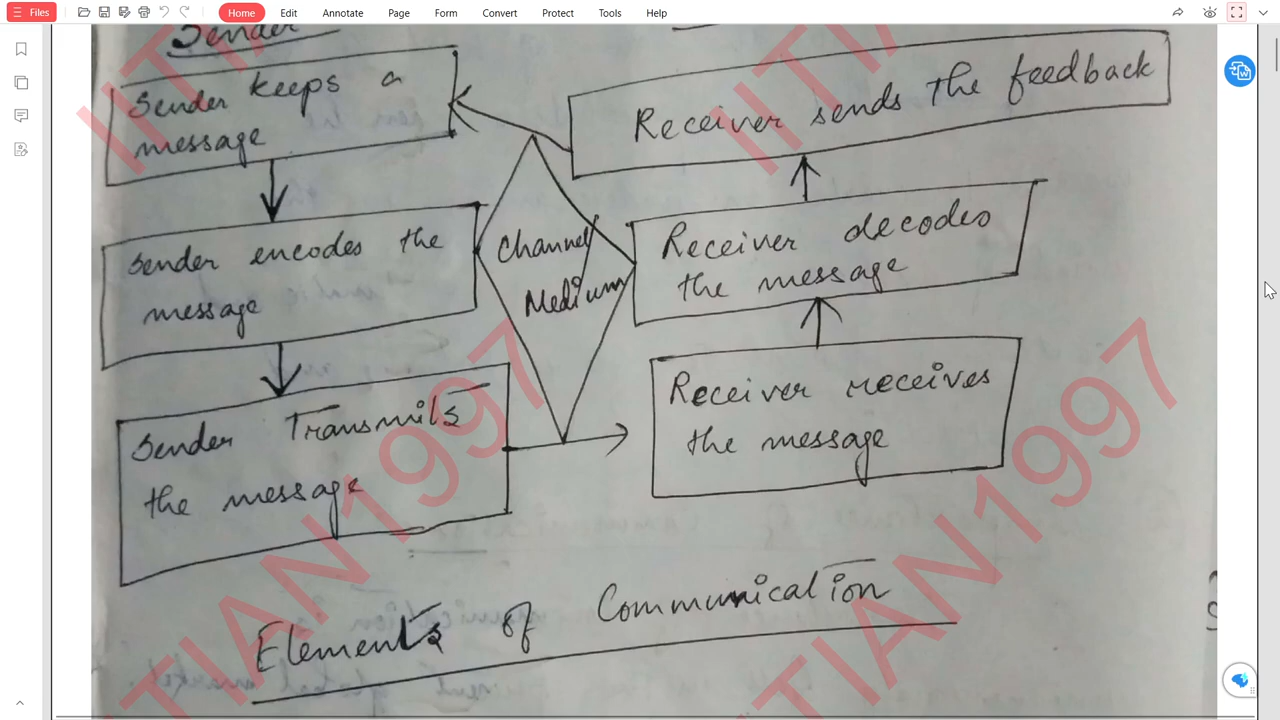 Files
Home
Edit
Annotate
Page
Form
Convert
Protect
Tools
Help
Sender
Sender keeps a
message
Sender encodes the
message
Sender Transmits
the message
Channel/
Medium
Receiver sends the feedback
Receiver decodes
the message
Receiver receives
the message
Elements of Communication
IITIAN1997
IITIAN1997